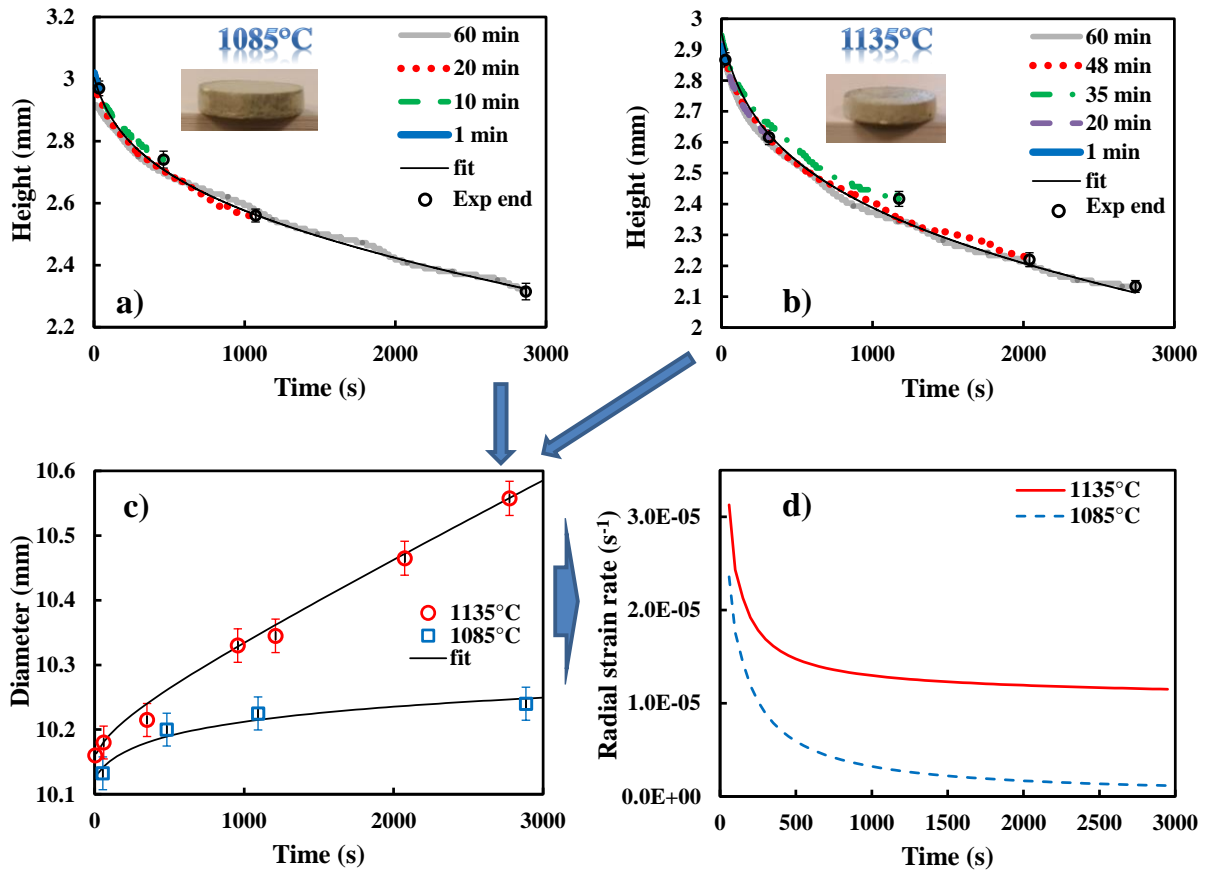 1085°C
60 min
20 min
10 min
1 min
fit
Exp end
3.2
3
2.8
2.6
2.4
2.2
Height (mm)
a)
0
1000
2000
3000
Time (s)
1135°C
60 min
48 min
35 min
20 min
1 min
fit
Exp end
3
2.9
2.8
2.7
2.6
2.5
2.4
2.3
2.2
2.1
2
Height (mm)
b)
0
1000
2000
3000
Time (s)
c)
10.6
10.5
10.4
10.3
10.2
10.1
Diameter (mm)
1135°C
1085°C
fit
0
1000
2000
3000
Time (s)
d)
1135°C
1085°C
3.0E-05
2.0E-05
1.0E-05
0.0E+00
Radial strain rate (s-1)
0
500
1000
1500
2000
2500
3000
Time (s)